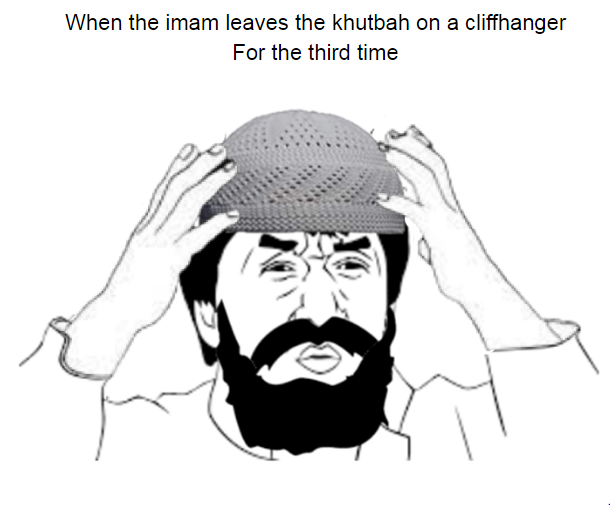 When the imam leaves the khutbah on a cliffhanger
For the third time